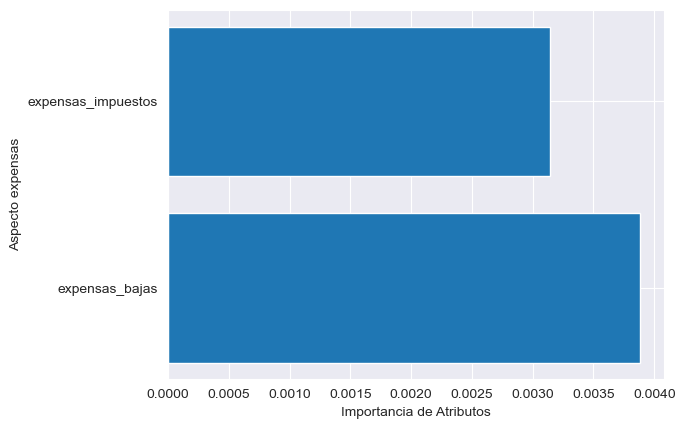 Aspecto expensas
expensas_impuestos
expensas_bajas
0.0000 0.0005 0.0010 0.0015 0.0020 0.0025 0.0030 0.0035 0.0040
Importancia de Atributos